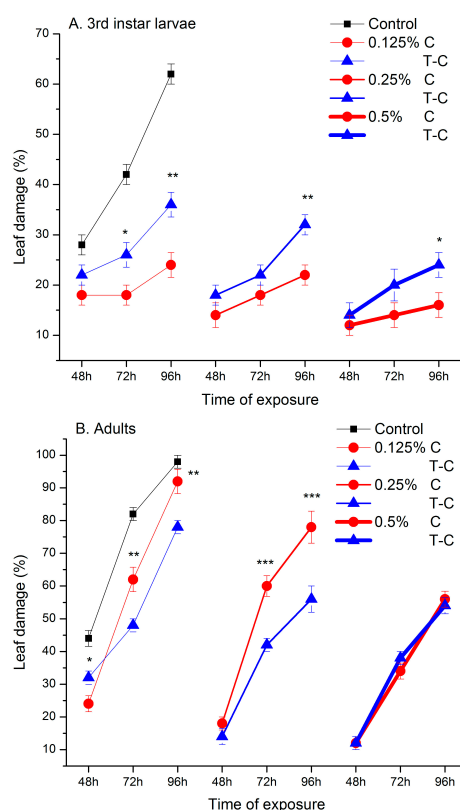 A. 3rd instar larvae
Control
0.125% C
T-C
0.25% C
T-C
0.5% C
T-C
70
60
50
40
30
20
10
Leaf damage (%)
*
**
**
*
48h 72h 96h 48h 72h 96h 48h 72h 96h
Time of exposure
B. Adults
Control
0.125% C
T-C
0.25% C
T-C
0.5% C
T-C
100
90
80
70
60
50
40
30
20
10
Leaf damage (%)
*
**
**
***
***
48h 72h 96h 48h 72h 96h 48h 72h 96h
Time of exposure